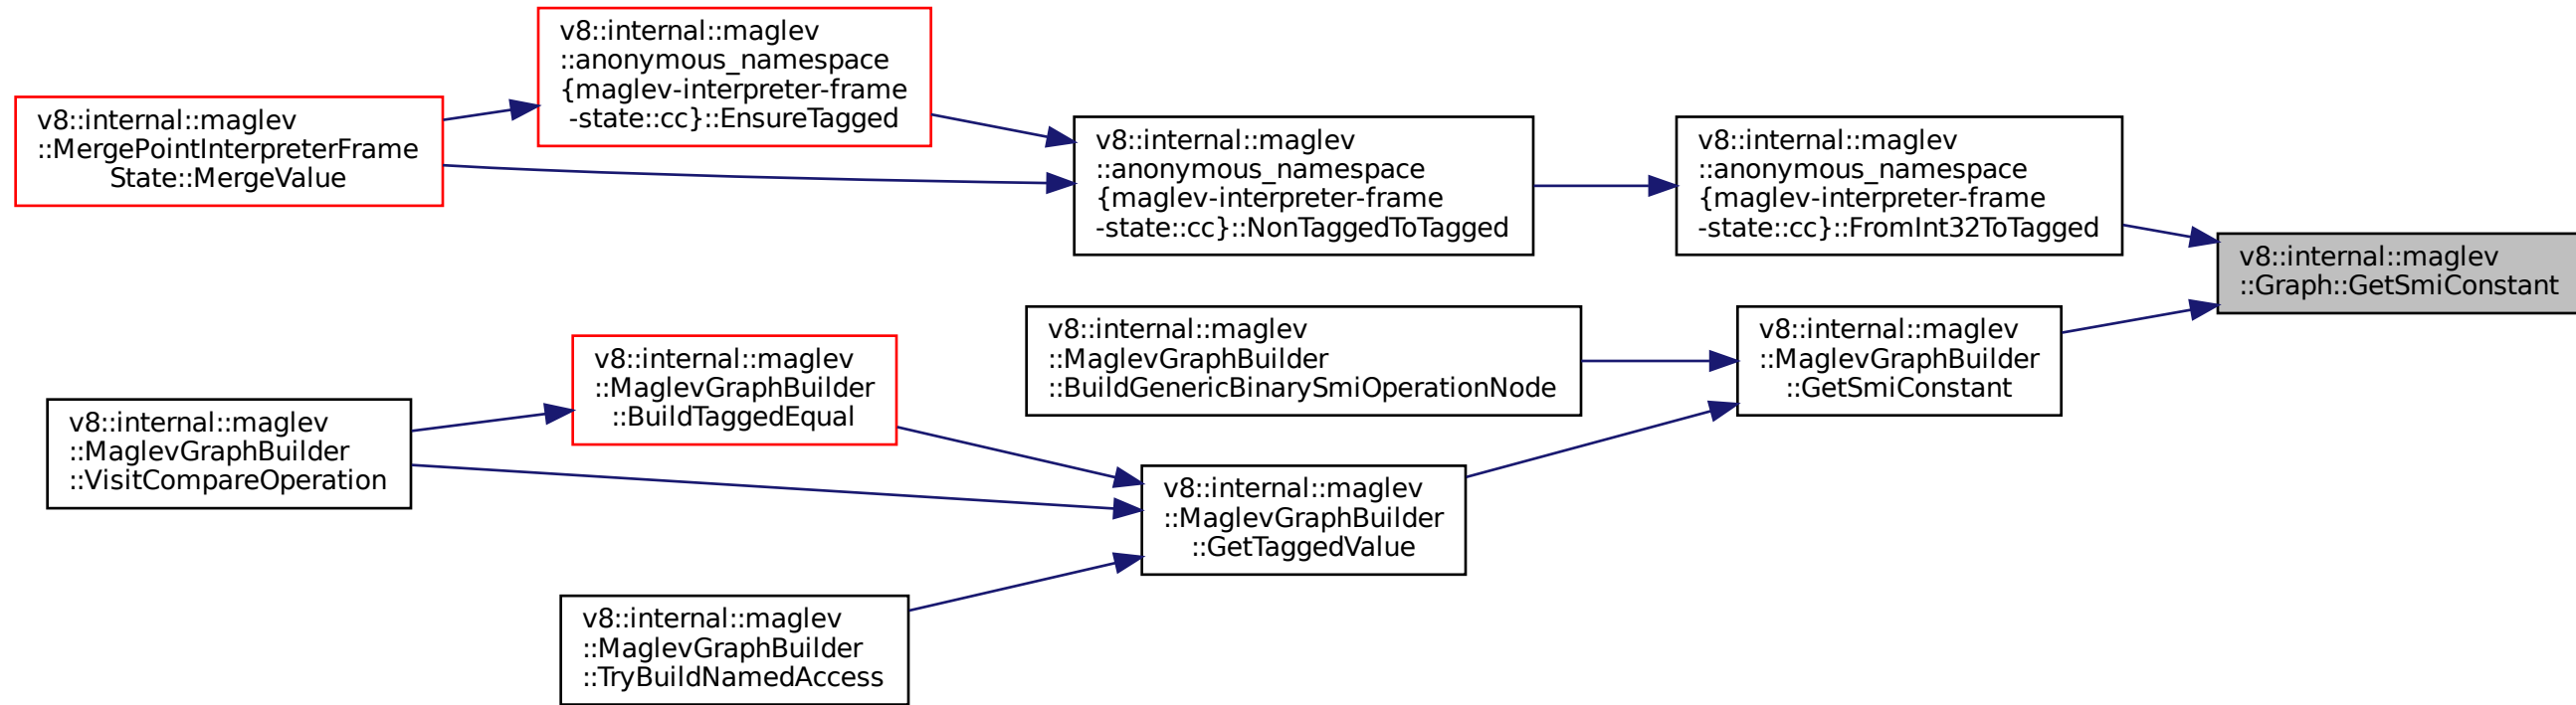 v8::internal::maglev
::anonymous_namespace
{maglev-interpreter-frame
-state::cc}::EnsureTagged
v8::internal::maglev
::MergePointInterpreterFrame
State::MergeValue
v8::internal::maglev
::anonymous_namespace
{maglev-interpreter-frame
-state::cc}::NonTaggedToTagged
v8::internal::maglev
::anonymous_namespace
{maglev-interpreter-frame
-state::cc}::FromInt32ToTagged
v8::internal::maglev
::Graph::GetSmiConstant
v8::internal::maglev
::MaglevGraphBuilder
::BuildGenericBinarySmiOperationNode
v8::internal::maglev
::MaglevGraphBuilder
::GetSmiConstant
v8::internal::maglev
::MaglevGraphBuilder
::BuildTaggedEqual
v8::internal::maglev
::MaglevGraphBuilder
::VisitCompareOperation
v8::internal::maglev
::MaglevGraphBuilder
::GetTaggedValue
v8::internal::maglev
::MaglevGraphBuilder
::TryBuildNamedAccess